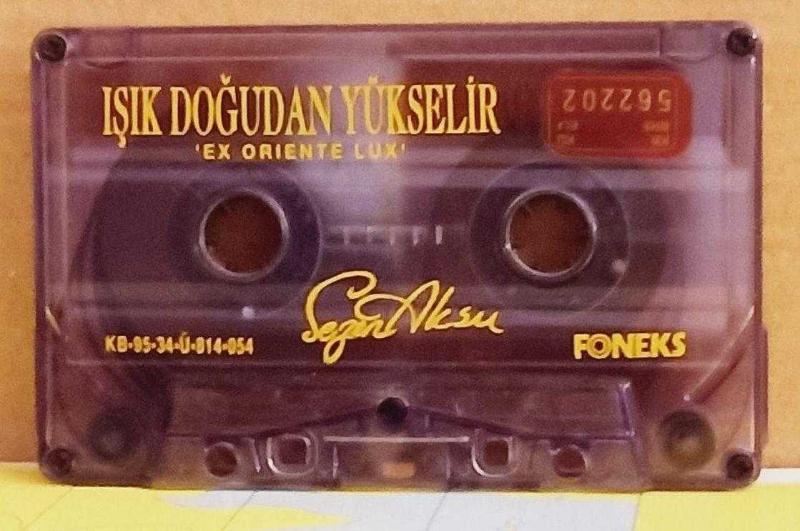 IŞIK DOĞUDAN YÜKSELİR
'EX ORIENTE LUX'
562202
Sezen Aksu
KB·95·34·Ü·814·054
FONEKS